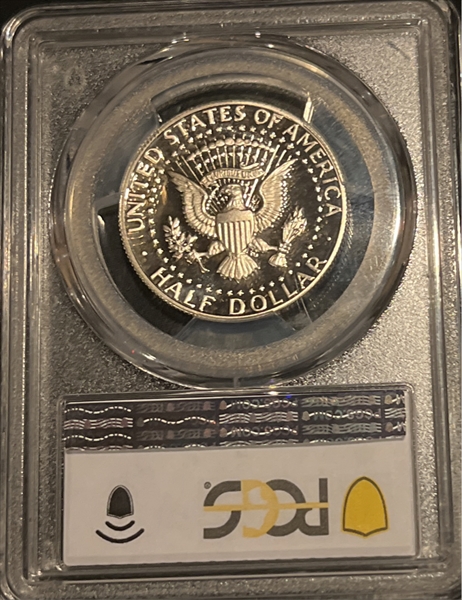 UNITED STATES OF AMERICA
HALF DOLLAR
PCGS